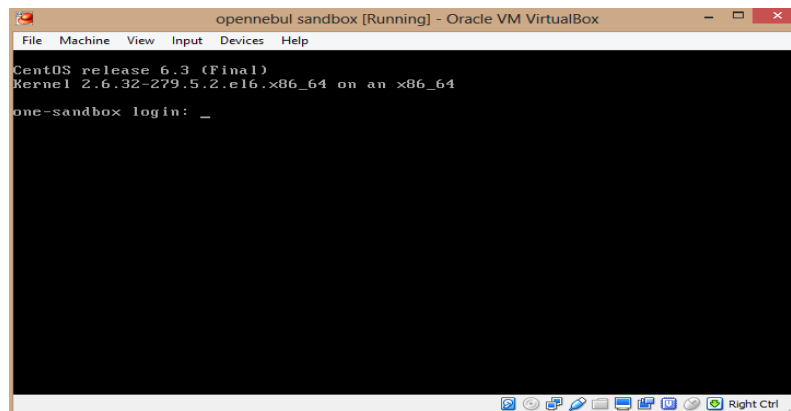 opennebul sandbox [Running] - Oracle VM VirtualBox
File Machine View Input Devices Help
CentOS release 6.3 (Final)
Kernel 2.6.32-279.5.2.el6.x86_64 on an x86_64
one-sandbox login: _
Right Ctrl